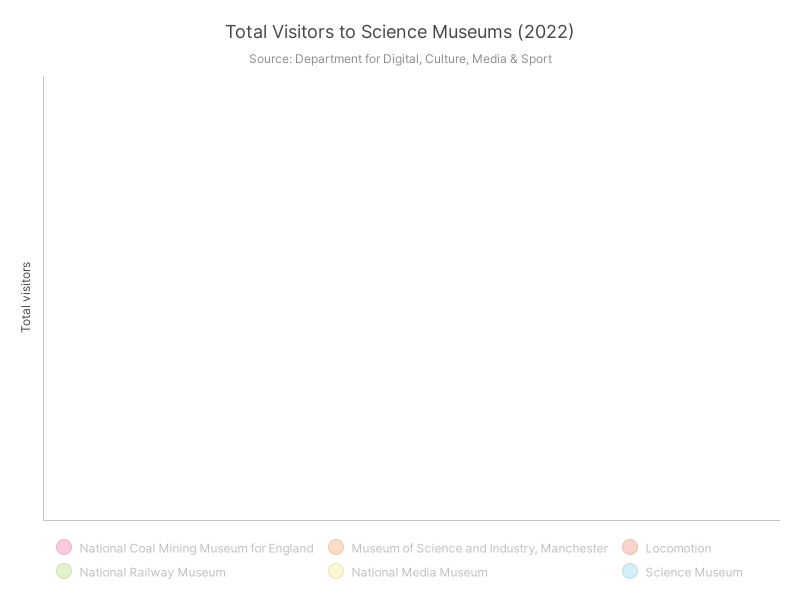 Total Visitors to Science Museums (2022)
Source: Department for Digital, Culture, Media & Sport
Total visitors
National Coal Mining Museum for England
Museum of Science and Industry, Manchester
Locomotion
National Railway Museum
National Media Museum
Science Museum